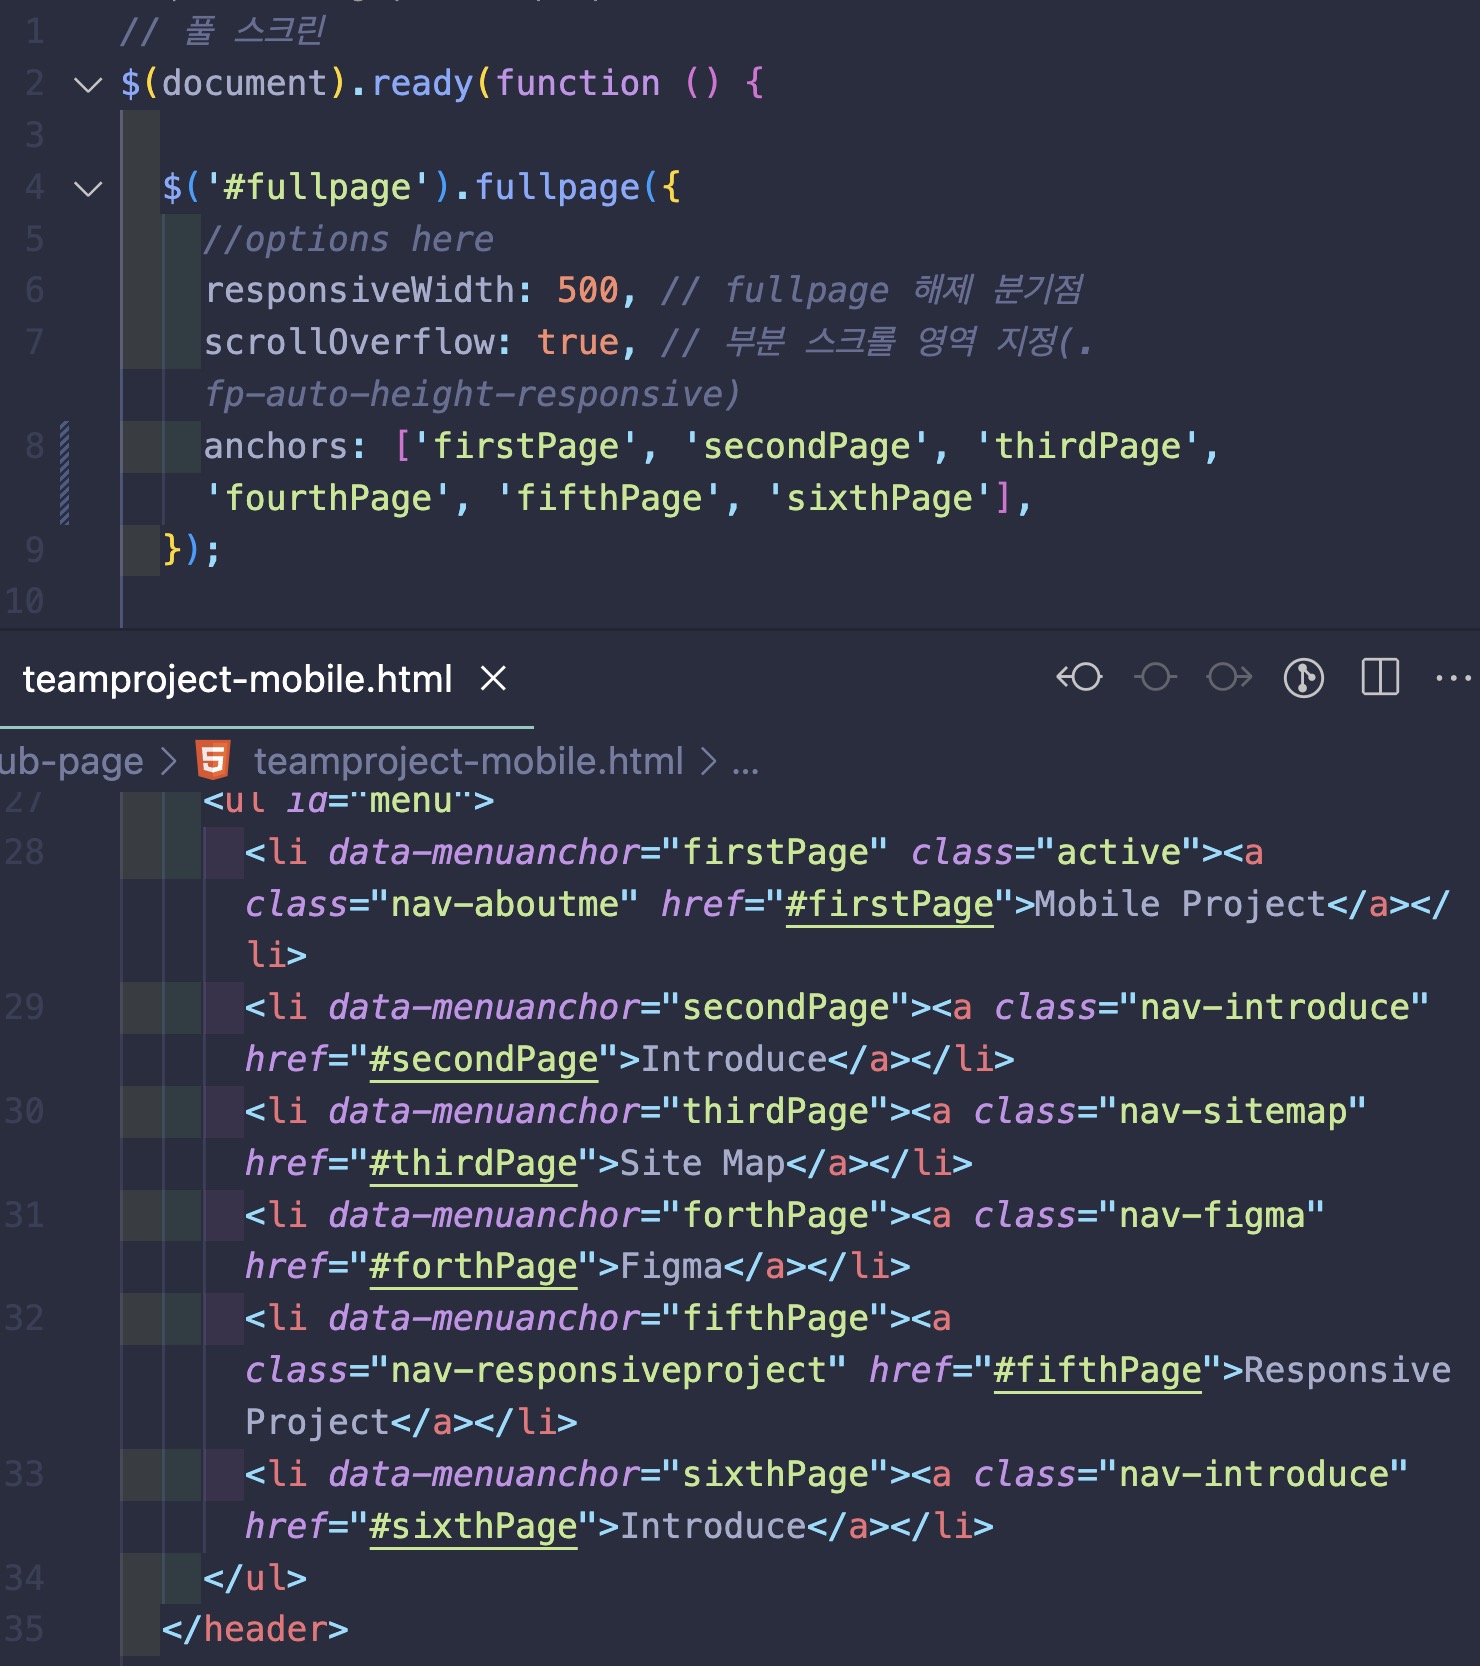 1 // 풀 스크린
2 $(document).ready(function () {
3
4 $('#fullpage').fullpage({
5 //options here
6 responsiveWidth: 500, // fullpage 해제 분기점
7 scrollOverflow: true, // 부분 스크롤 영역 지정(.
fp-auto-height-responsive)
8 anchors: ['firstPage', 'secondPage', 'thirdPage',
'fourthPage', 'fifthPage', 'sixthPage'],
9 });
10
teamproject-mobile.html
ub-page > teamproject-mobile.html > ...
27 <ul id="menu">
28 <li data-menuanchor="firstPage" class="active"><a
class="nav-aboutme" href="#firstPage">Mobile Project</a></
li>
29 <li data-menuanchor="secondPage"><a class="nav-introduce"
href="#secondPage">Introduce</a></li>
30 <li data-menuanchor="thirdPage"><a class="nav-sitemap"
href="#thirdPage">Site Map</a></li>
31 <li data-menuanchor="forthPage"><a class="nav-figma"
href="#forthPage">Figma</a></li>
32 <li data-menuanchor="fifthPage"><a
class="nav-responsiveproject" href="#fifthPage">Responsive
Project</a></li>
33 <li data-menuanchor="sixthPage"><a class="nav-introduce"
href="#sixthPage">Introduce</a></li>
34 </ul>
35 </header>